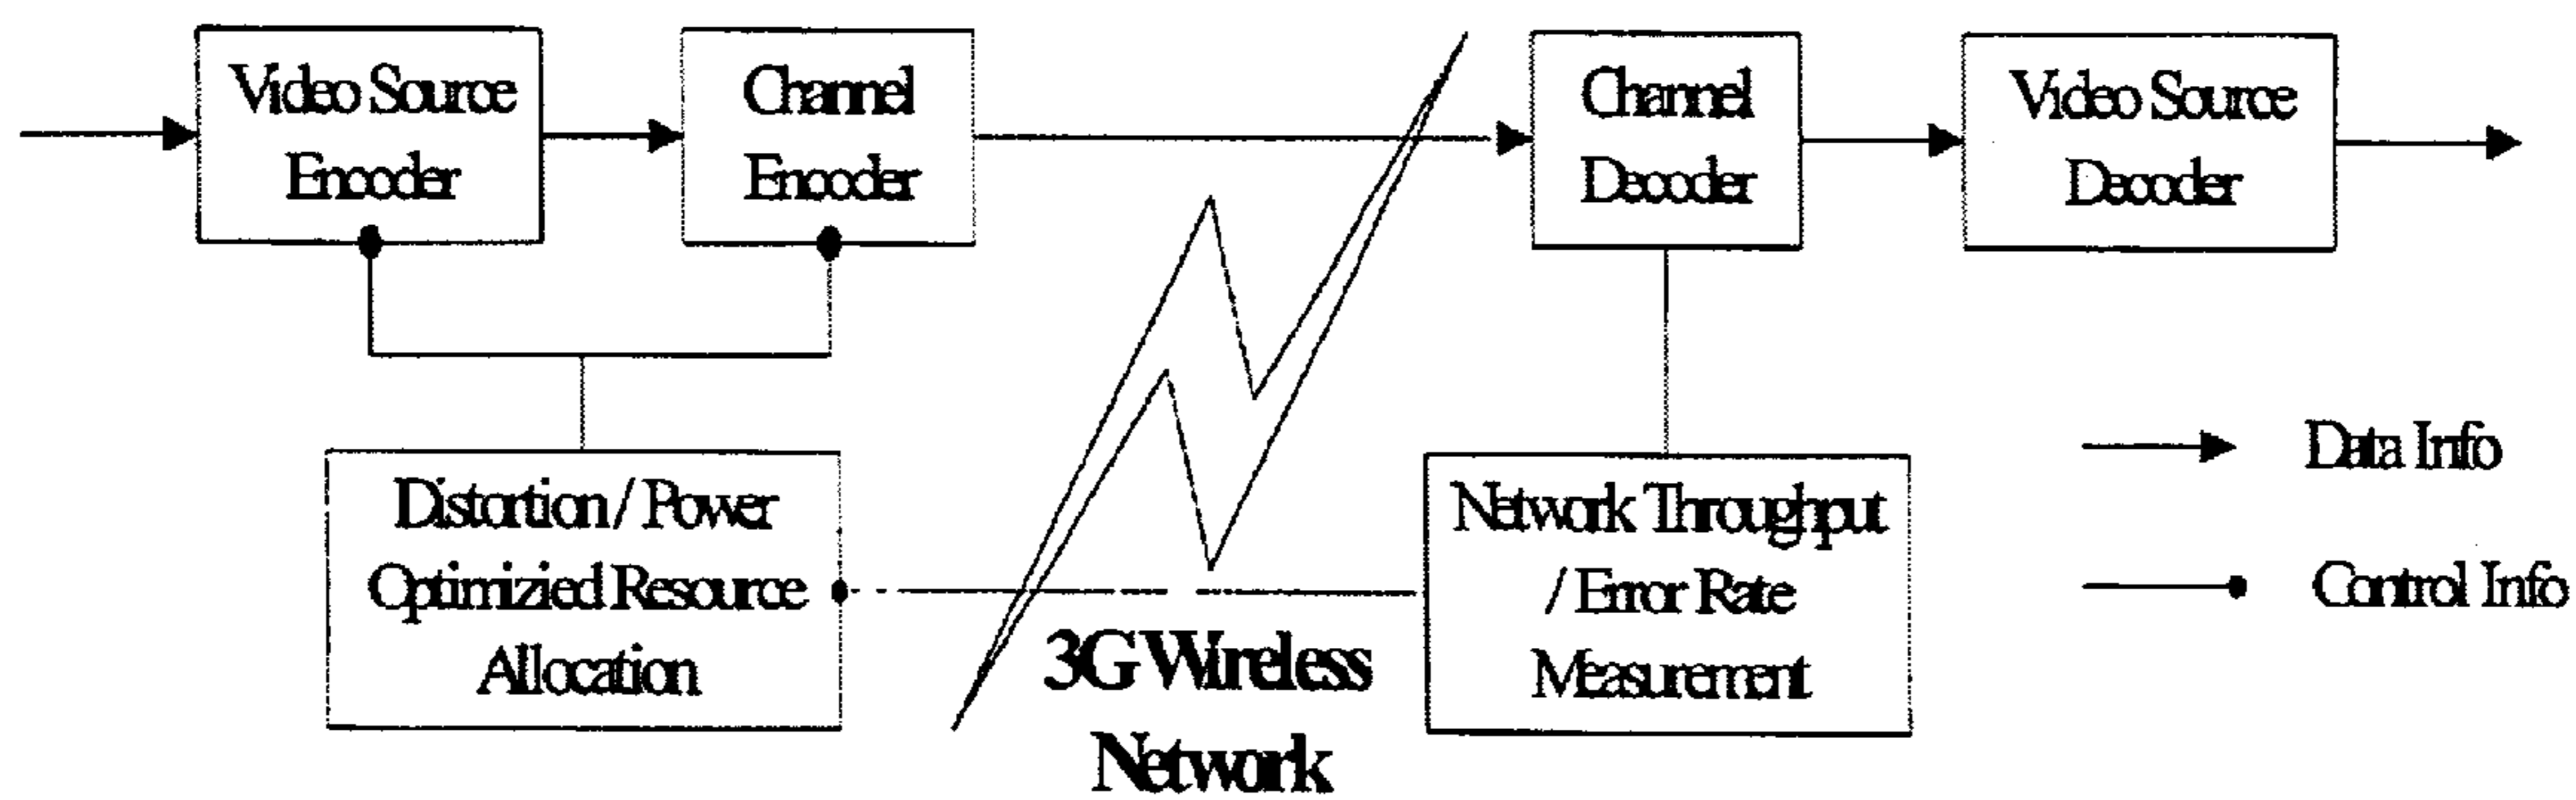 Video Source
Encoder
Channel
Encoder
Channel
Decoder
Video Source
Decoder
Distortion / Power
Optimizied Resource
Allocation
3G Wireless
Network
Network Throughput
/ Error Rate
Measurement
Data Info
Control Info